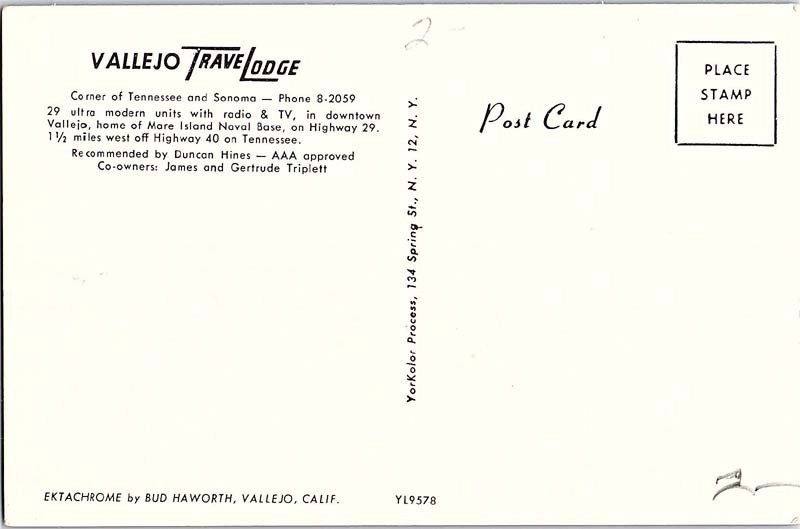 VALLEJO TRAVELODGE
Corner of Tennessee and Sonoma — Phone 8-2059
29 ultra modern units with radio & TV, in downtown
Vallejo, home of Mare Island Naval Base, on Highway 29.
1½ miles west off Highway 40 on Tennessee.
Recommended by Duncan Hines — AAA approved
Co-owners: James and Gertrude Triplett
2-
YorKolor Process, 134 Spring St., N. Y. 12, N. Y.
Post Card
PLACE
STAMP
HERE
EKTACHROME by BUD HAWORTH, VALLEJO, CALIF.
YL9578